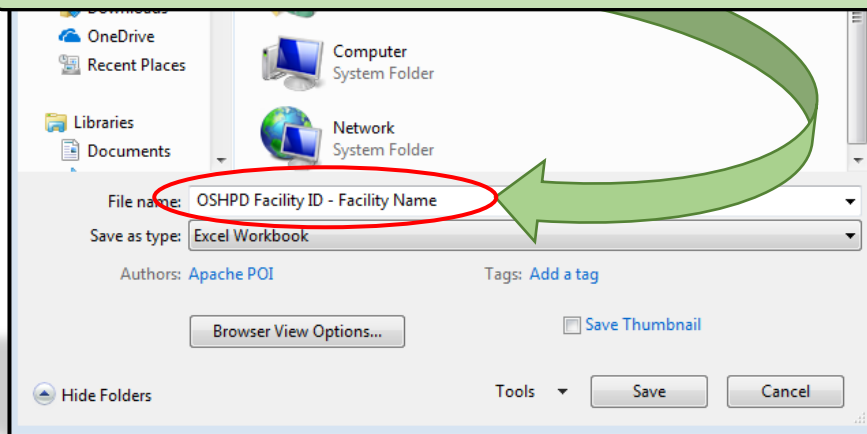 OneDrive
Recent Places
Computer
System Folder
Libraries
Documents
Network
System Folder
File name: OSHPD Facility ID - Facility Name
Save as type: Excel Workbook
Authors: Apache POI Tags: Add a tag
Browser View Options... Save Thumbnail
Hide Folders Tools Save Cancel